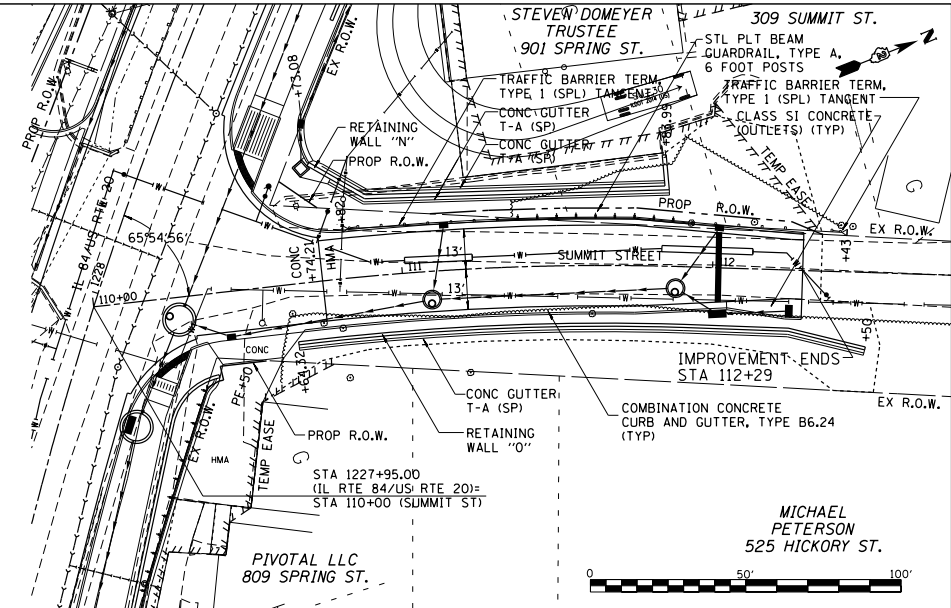 STEVEN DOMEYER
TRUSTEE
901 SPRING ST.
309 SUMMIT ST.
STL PLT BEAM
GUARDRAIL, TYPE A,
6 FOOT POSTS
TRAFFIC BARRIER TERM,
TYPE 1 (SPL) TANGENT
TRAFFIC BARRIER TERM,
TYPE 1 (SPL) TANGENT
CONC GUTTER
T-A (SP)
CONC GUTTER
T-A (SP)
CLASS SI CONCRETE
(OUTLETS) (TYP)
N
PROP R.O.W.
+73.08
EX R.O.W.
RETAINING
WALL "N"
PROP R.O.W.
TEMP EASE
PROP R.O.W.
EX R.O.W.
+43
+82
IL 84/US RTE 20
1228
65°54'56"
CONC
+74.21
HMA
111
13'
13'
SUMMIT STREET
112
110+00
+50
CONC
+64.32
PE+50
EX R.O.W.
TEMP EASE
HMA
PROP R.O.W.
CONC GUTTER
T-A (SP)
RETAINING
WALL "O"
IMPROVEMENT ENDS
STA 112+29
COMBINATION CONCRETE
CURB AND GUTTER, TYPE B6.24
(TYP)
EX R.O.W.
STA 1227+95.00
(IL RTE 84/US RTE 20)=
STA 110+00 (SUMMIT ST)
PIVOTAL LLC
809 SPRING ST.
MICHAEL
PETERSON
525 HICKORY ST.
0 50' 100'